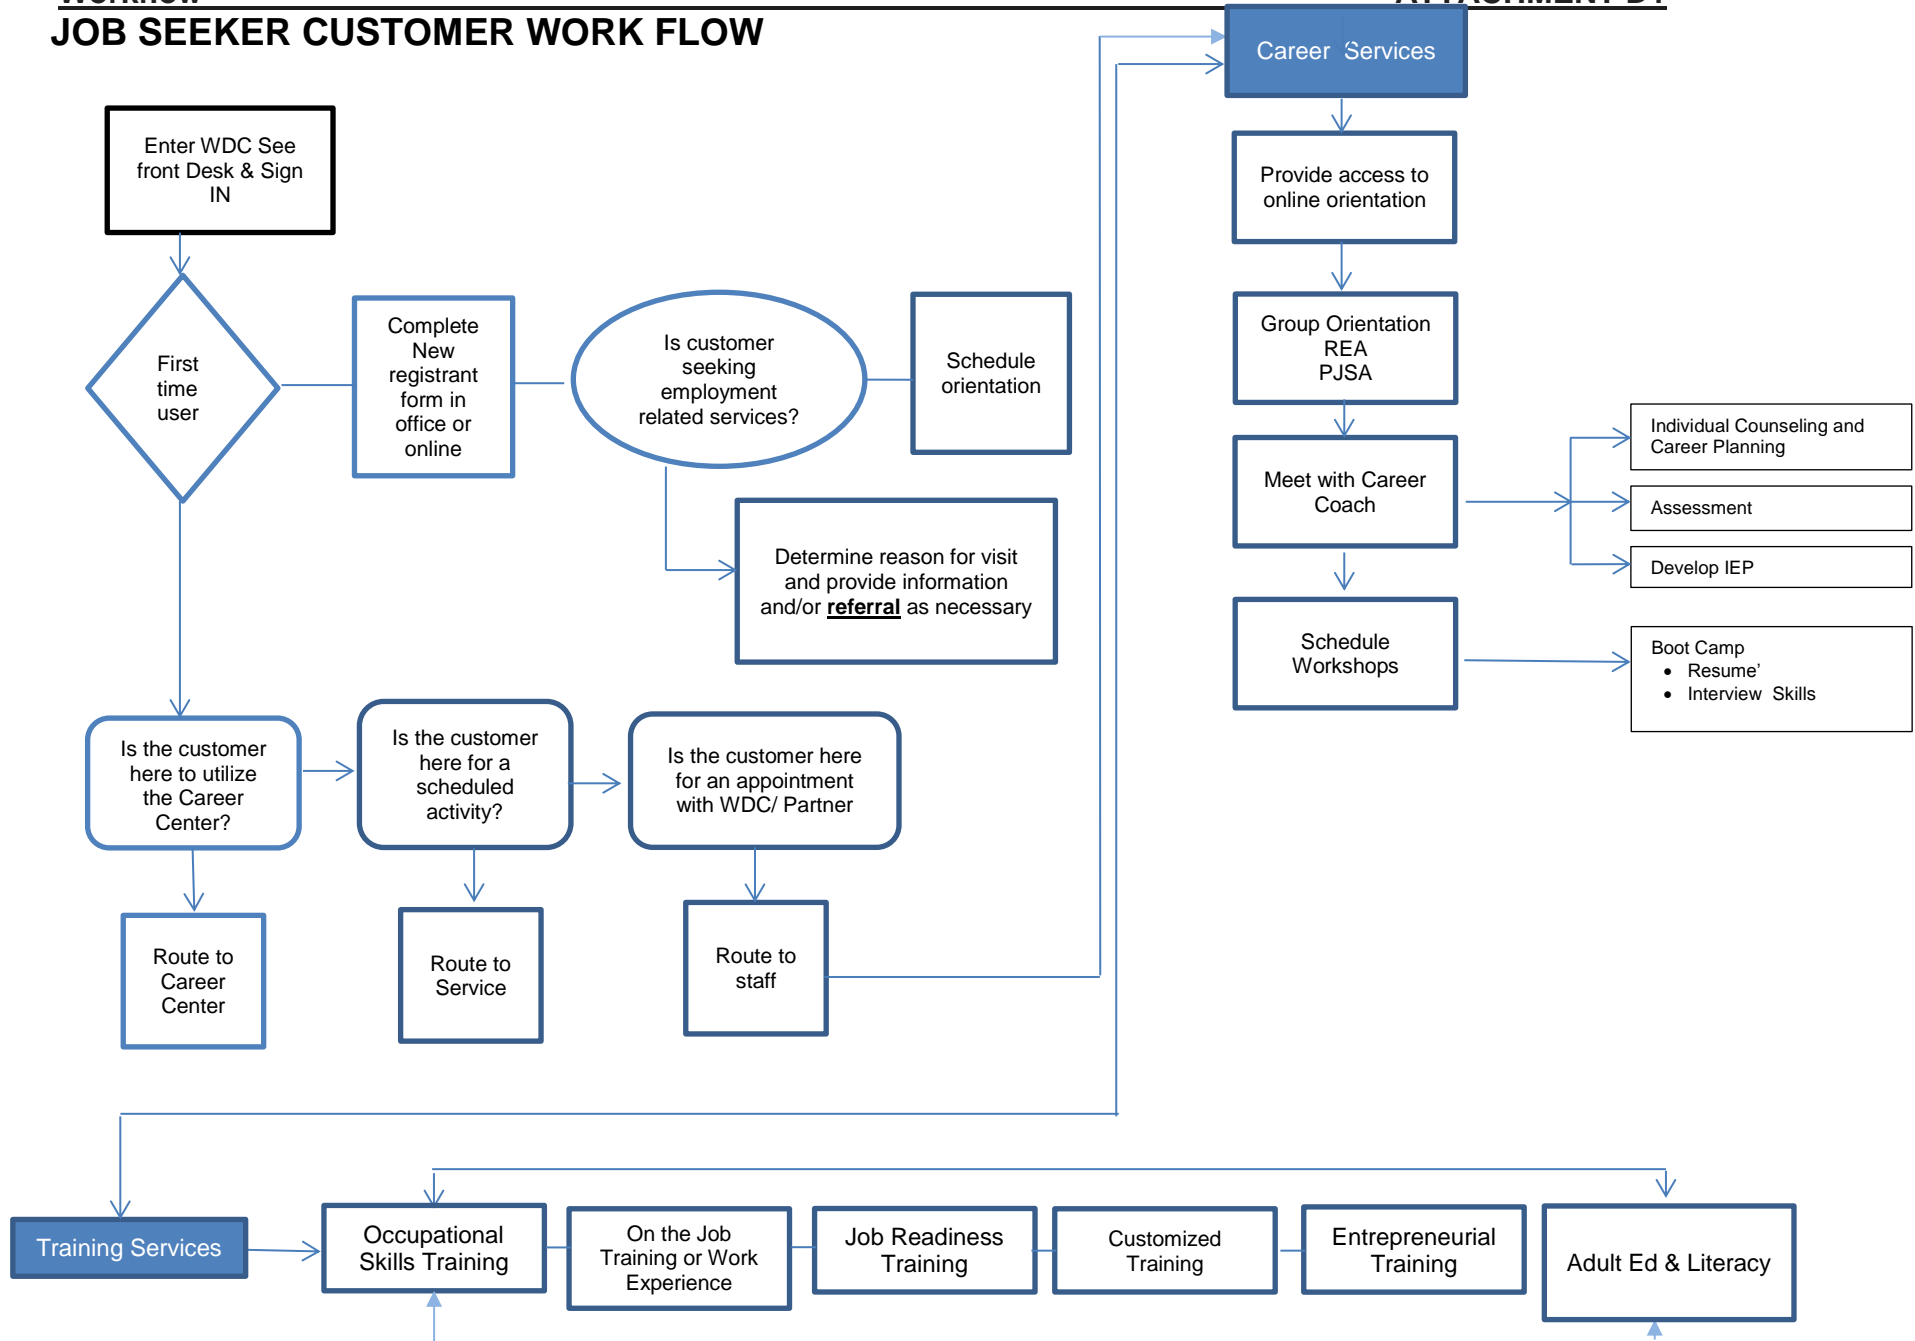 JOB SEEKER CUSTOMER WORK FLOW
Career Services
Enter WDC See
front Desk & Sign
IN
Provide access to
online orientation
First
time
user
Complete
New
registrant
form in
office or
online
Is customer
seeking
employment
related services?
Schedule
orientation
Group Orientation
REA
PJSA
Meet with Career
Coach
Individual Counseling and
Career Planning
Assessment
Develop IEP
Determine reason for visit
and provide information
and/or referral as necessary
Schedule
Workshops
Boot Camp
• Resume’
• Interview Skills
Is the customer
here to utilize
the Career
Center?
Is the customer
here for a
scheduled
activity?
Is the customer here
for an appointment
with WDC/ Partner
Route to
Career
Center
Route to
Service
Route to
staff
Training Services
Occupational
Skills Training
On the Job
Training or Work
Experience
Job Readiness
Training
Customized
Training
Entrepreneurial
Training
Adult Ed & Literacy